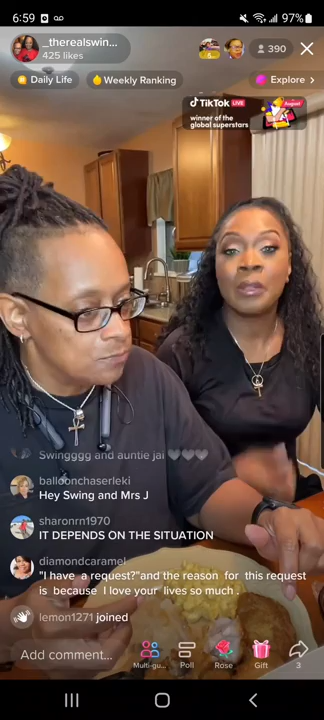 6:59
97%
_therealswin...
425 likes
390
Daily Life
Weekly Ranking
Explore >
TikTok LIVE
August
winner of the
global superstars
Swingggg and auntie jai 🖤🖤🖤
balloonchaserleki
Hey Swing and Mrs J
sharonrn1970
IT DEPENDS ON THE SITUATION
diamondcaramel
"I have a request?"and the reason for this request
is because I love your lives so much .
lemon1271 joined
Add comment...
Multi-gu...
Poll
Rose
Gift
3